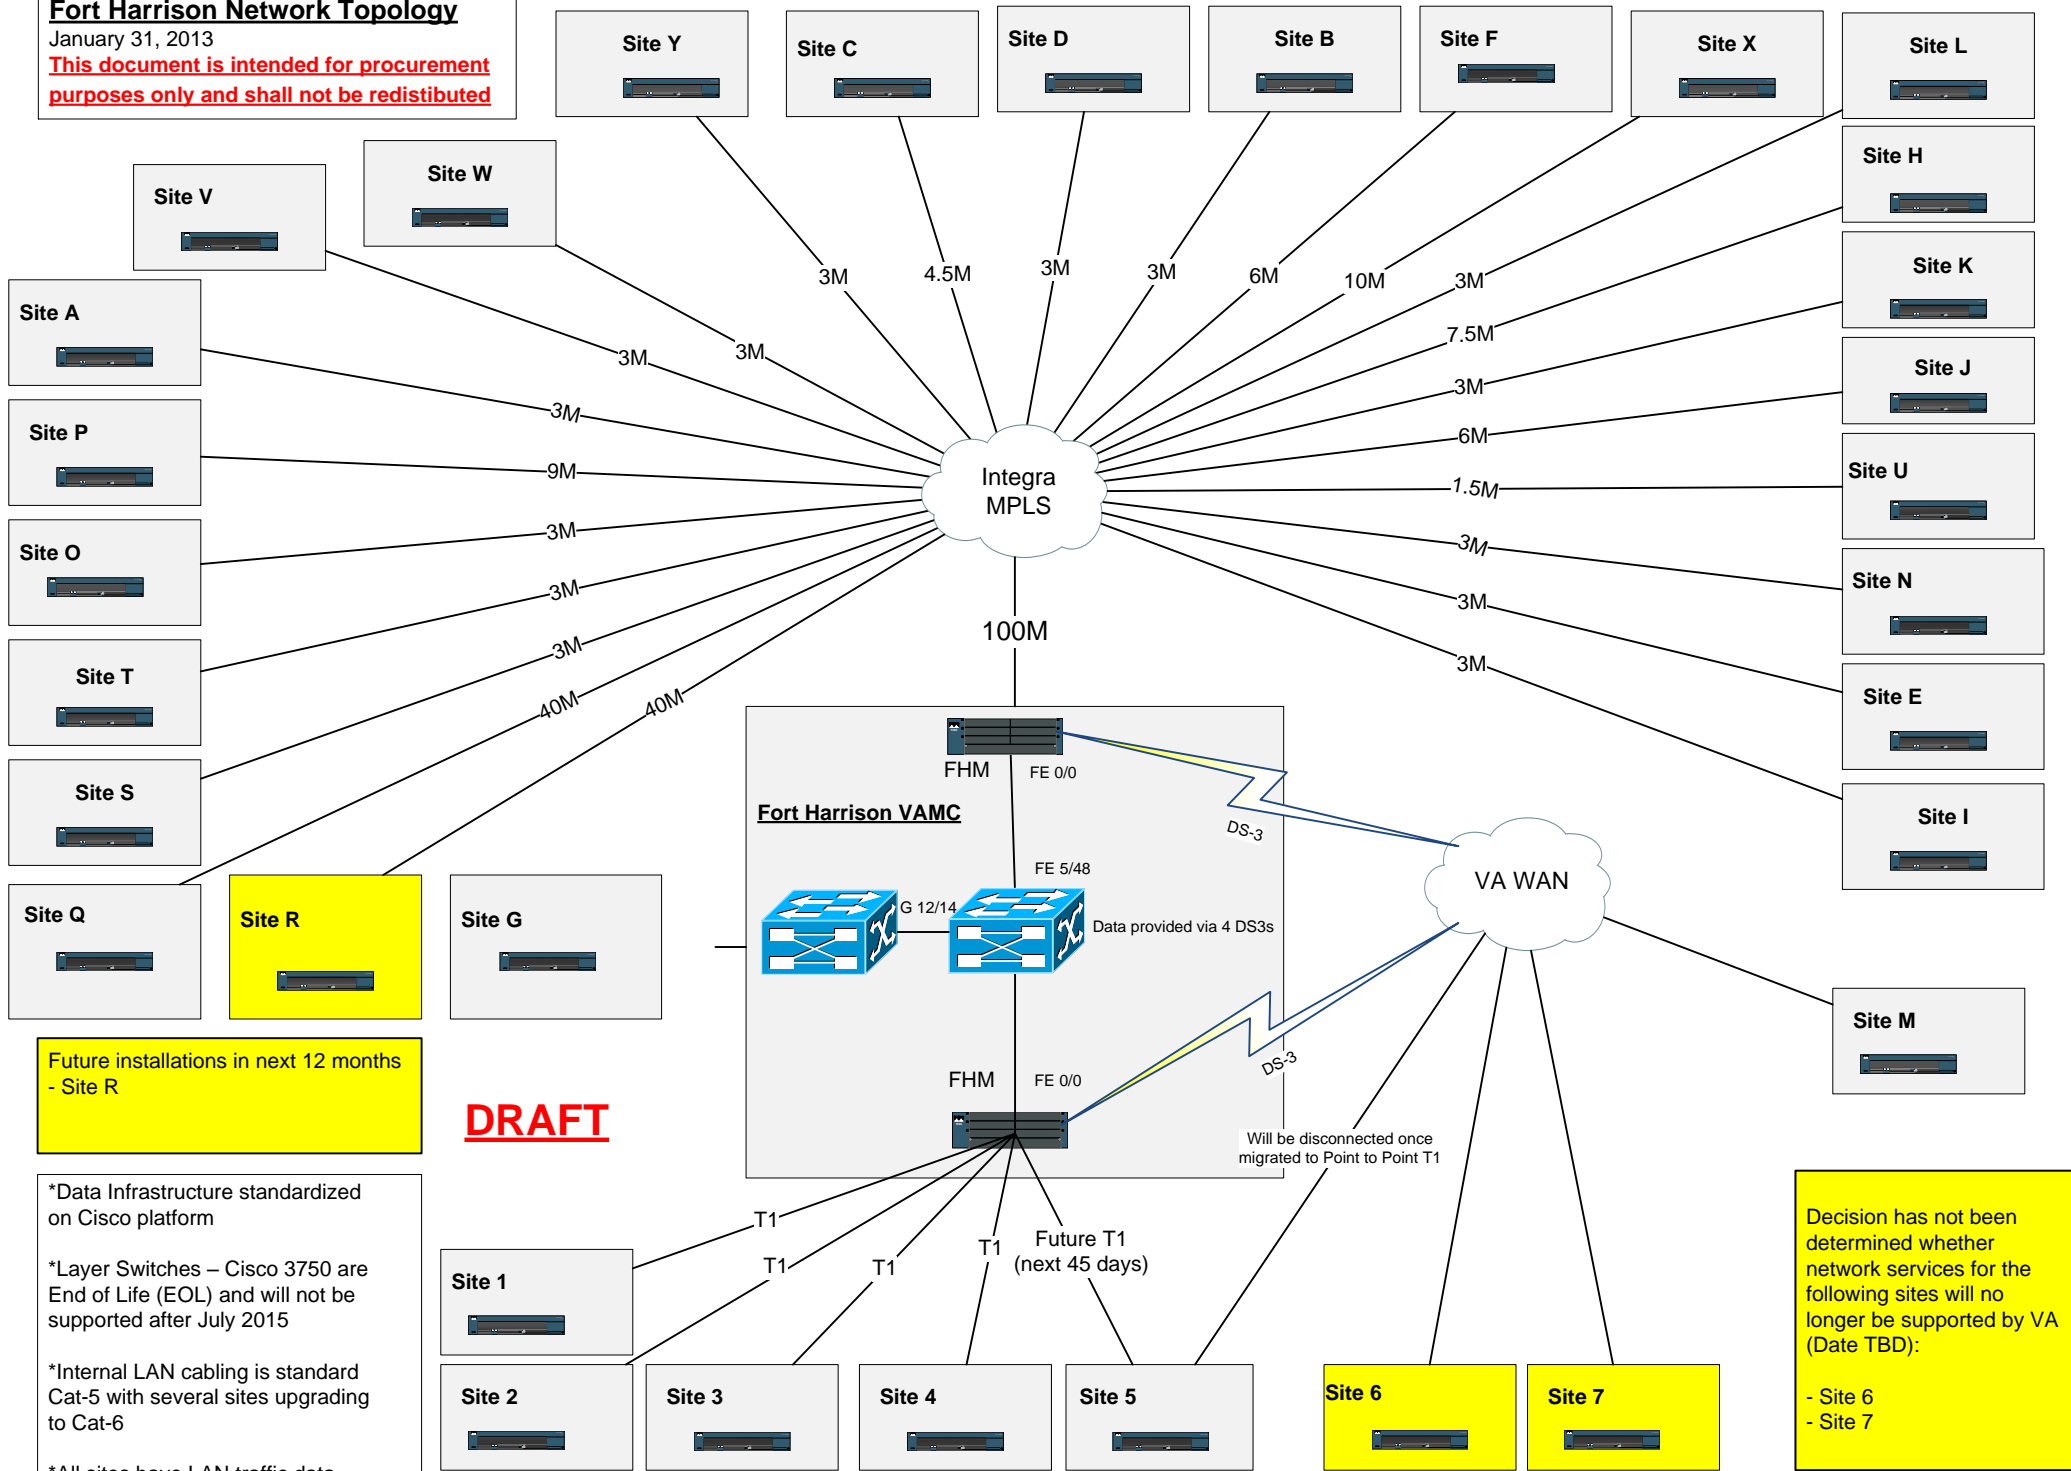 Fort Harrison Network Topology
January 31, 2013
This document is intended for procurement
purposes only and shall not be redistibuted
Site Y
Site C
Site D
Site B
Site F
Site X
Site L
Site H
Site W
Site V
Site K
3M
4.5M
3M
3M
6M
10M
3M
Site A
7.5M
3M
3M
Site J
3M
3M
6M
Site P
9M
Integra
MPLS
Site U
1.5M
Site O
3M
3M
Site N
3M
3M
100M
3M
3M
Site T
40M
40M
Site E
FHM
FE 0/0
Site S
Fort Harrison VAMC
DS-3
Site I
FE 5/48
VA WAN
Site Q
Site R
Site G
G 12/14
Data provided via 4 DS3s
Site M
Future installations in next 12 months
- Site R
DS-3
FHM
FE 0/0
DRAFT
Will be disconnected once
migrated to Point to Point T1
*Data Infrastructure standardized
on Cisco platform
*Layer Switches – Cisco 3750 are
End of Life (EOL) and will not be
supported after July 2015
*Internal LAN cabling is standard
Cat-5 with several sites upgrading
to Cat-6
*All sites have LAN traffic data
T1
T1
T1
T1
Future T1
(next 45 days)
Site 1
Site 2
Site 3
Site 4
Site 5
Site 6
Site 7
Decision has not been
determined whether
network services for the
following sites will no
longer be supported by VA
(Date TBD):
- Site 6
- Site 7